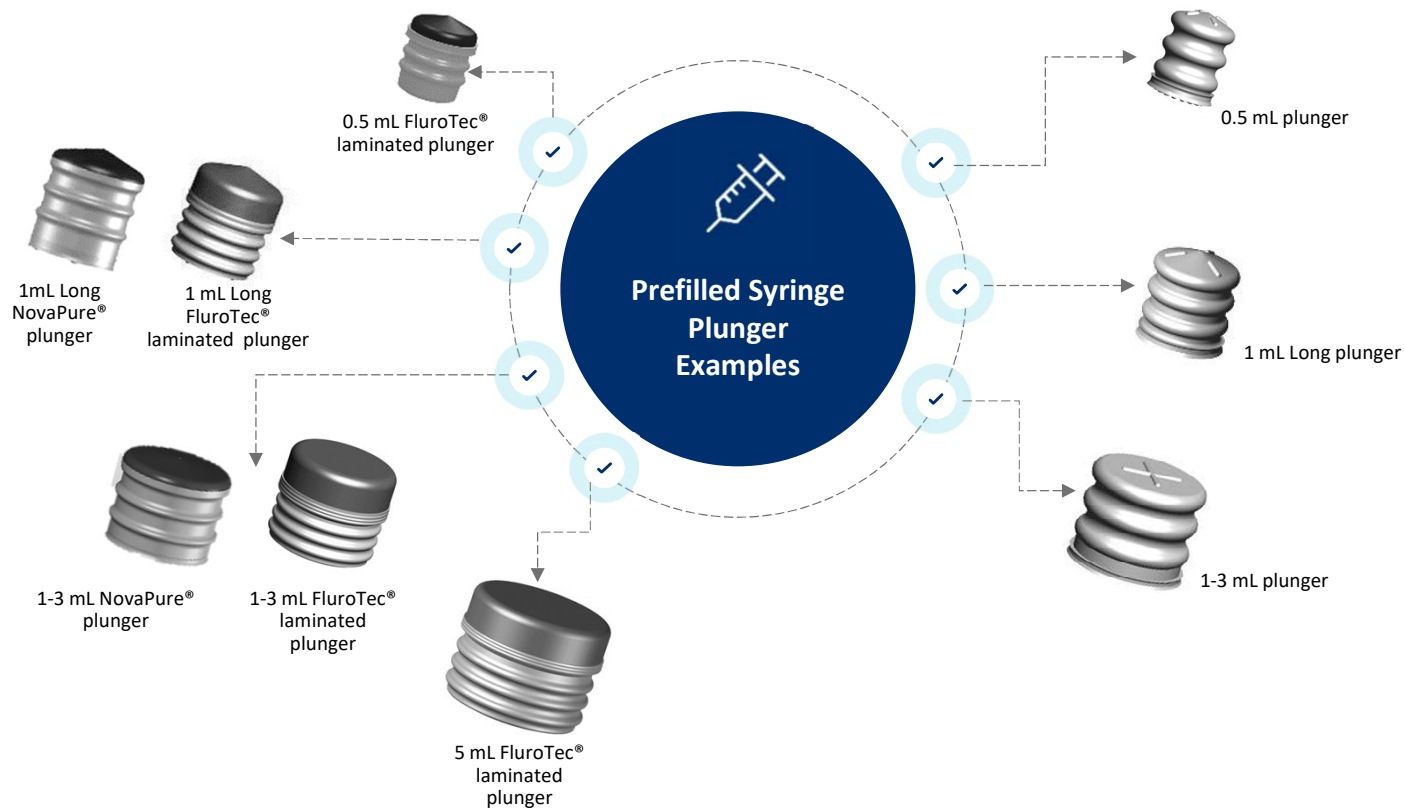 0.5 mL FluroTec®
laminated plunger
0.5 mL plunger
1mL Long
NovaPure®
plunger
1 mL Long
FluroTec®
laminated plunger
Prefilled Syringe
Plunger
Examples
1 mL Long plunger
1-3 mL NovaPure®
plunger
1-3 mL FluroTec®
laminated
plunger
1-3 mL plunger
5 mL FluroTec®
laminated
plunger